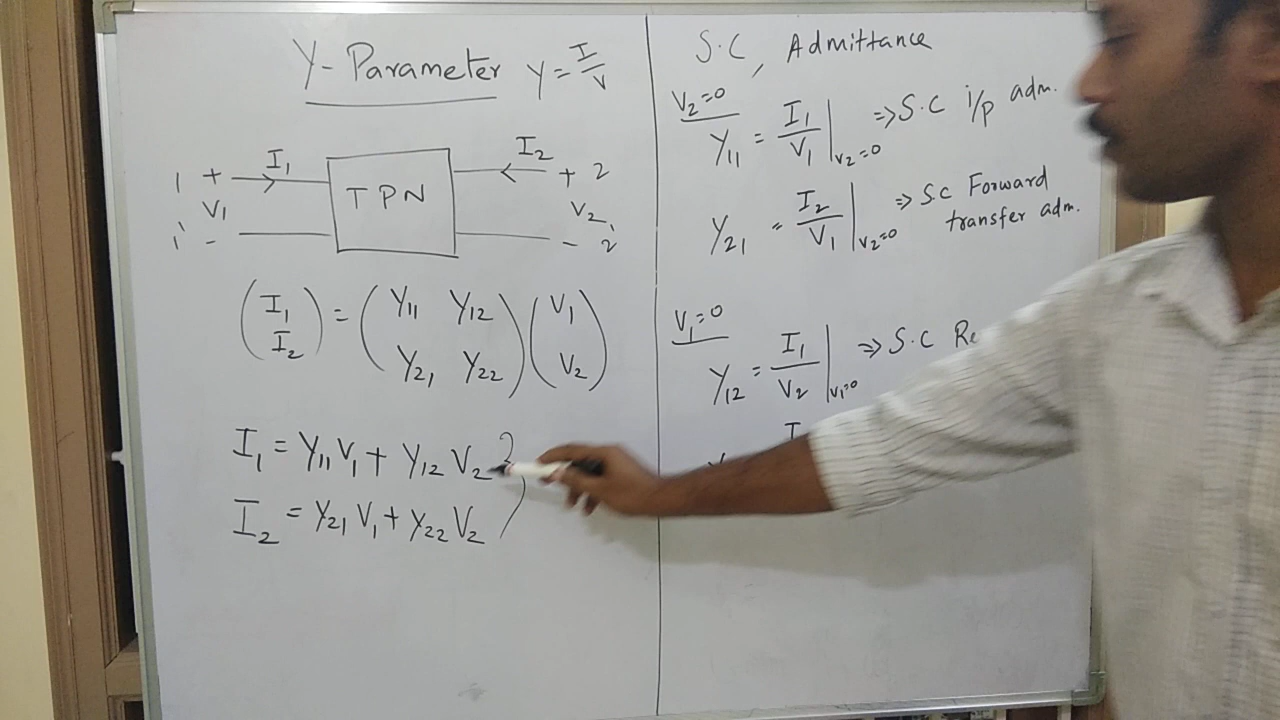 Y-Parameter Y = I/V
I1 I2
1 + TPN + 2
V1 V2
1' - - 2'
(I1 I2) = (Y11 Y12 Y21 Y22) (V1 V2)
I1 = Y11 V1 + Y12 V2
I2 = Y21 V1 + Y22 V2
S.C, Admittance
V2=0
Y11 = I1/V1 |V2=0 => S.C i/p adm.
Y21 = I2/V1 |V2=0 => S.C Forward
transfer adm.
V1=0
Y12 = I1/V2 |V1=0 => S.C